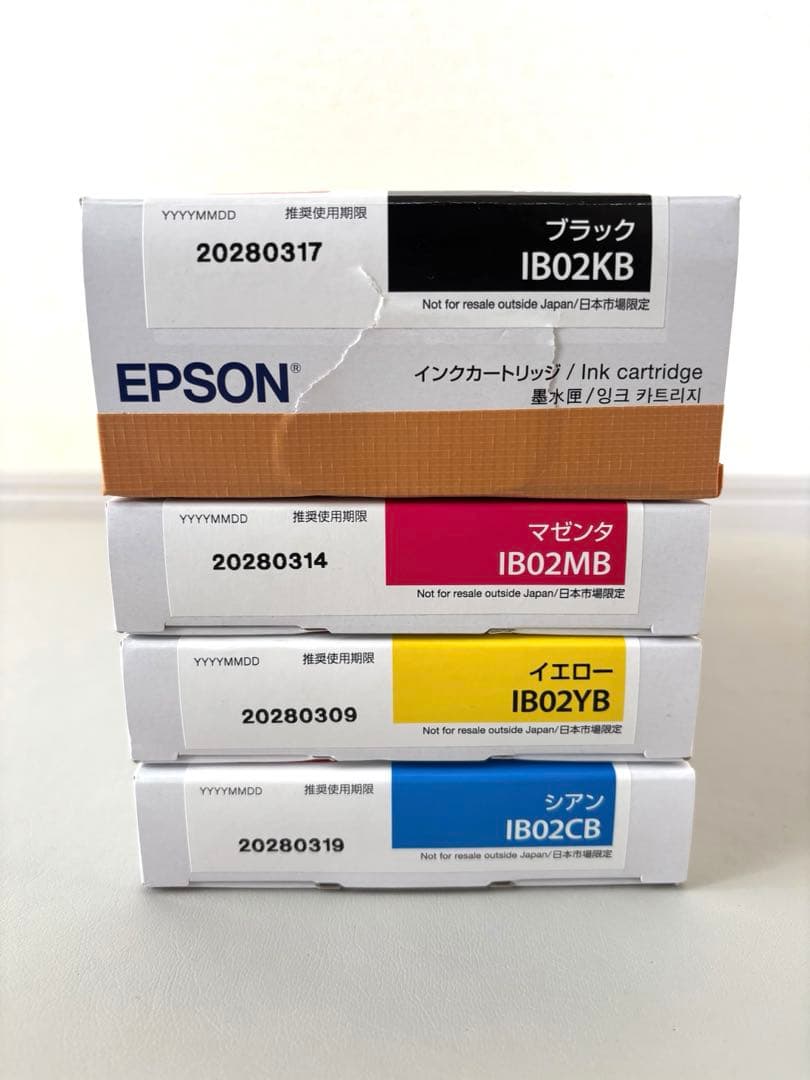 YYYYMMDD 推奨使用期限
20280317
ブラック
IB02KB
Not for resale outside Japan/日本市場限定
EPSON®
インクカートリッジ / Ink cartridge
墨水匣/잉크 카트리지
YYYYMMDD 推奨使用期限
20280314
マゼンタ
IB02MB
Not for resale outside Japan/日本市場限定
YYYYMMDD 推奨使用期限
20280309
イエロー
IB02YB
Not for resale outside Japan/日本市場限定
YYYYMMDD 推奨使用期限
20280319
シアン
IB02CB
Not for resale outside Japan/日本市場限定